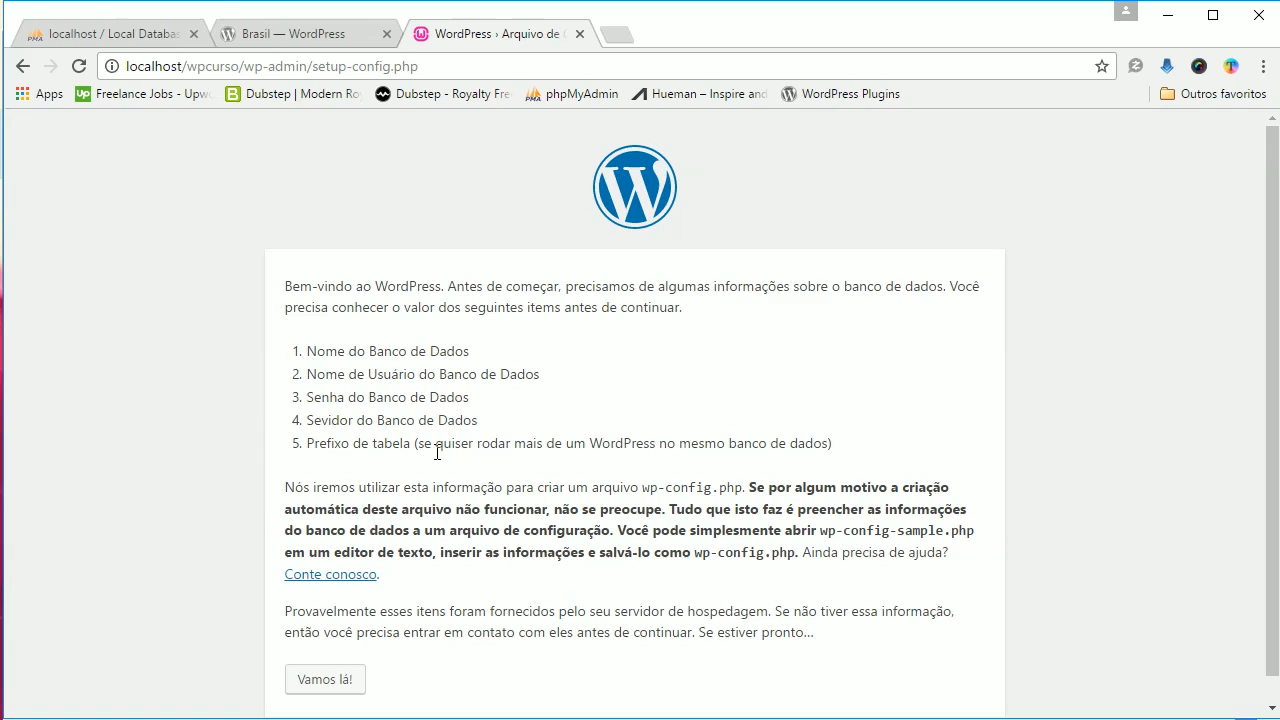 localhost / Local Databa
Brasil — WordPress
WordPress › Arquivo de
localhost/wpcurso/wp-admin/setup-config.php
Apps
Freelance Jobs - Upw
Dubstep | Modern Ro
Dubstep - Royalty Fre
phpMyAdmin
Hueman – Inspire and
WordPress Plugins
Outros favoritos
Bem-vindo ao WordPress. Antes de começar, precisamos de algumas informações sobre o banco de dados. Você
precisa conhecer o valor dos seguintes items antes de continuar.
1. Nome do Banco de Dados
2. Nome de Usuário do Banco de Dados
3. Senha do Banco de Dados
4. Sevidor do Banco de Dados
5. Prefixo de tabela (se quiser rodar mais de um WordPress no mesmo banco de dados)
Nós iremos utilizar esta informação para criar um arquivo wp-config.php. Se por algum motivo a criação
automática deste arquivo não funcionar, não se preocupe. Tudo que isto faz é preencher as informações
do banco de dados a um arquivo de configuração. Você pode simplesmente abrir wp-config-sample.php
em um editor de texto, inserir as informações e salvá-lo como wp-config.php. Ainda precisa de ajuda?
Conte conosco.
Provavelmente esses itens foram fornecidos pelo seu servidor de hospedagem. Se não tiver essa informação,
então você precisa entrar em contato com eles antes de continuar. Se estiver pronto…
Vamos lá!